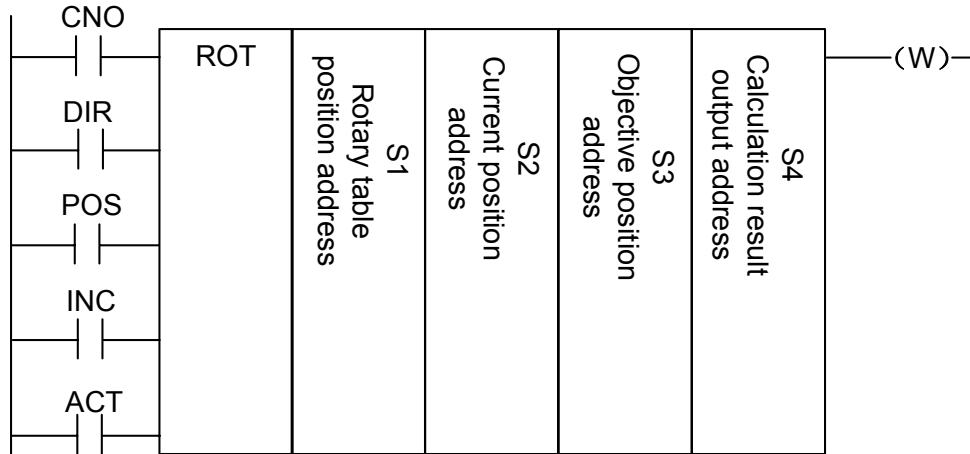 CNO
DIR
POS
INC
ACT
ROT
S1
Rotary table
position address
S2
Current position
address
S3
Objective position
address
S4
Calculation result
output address
(W)